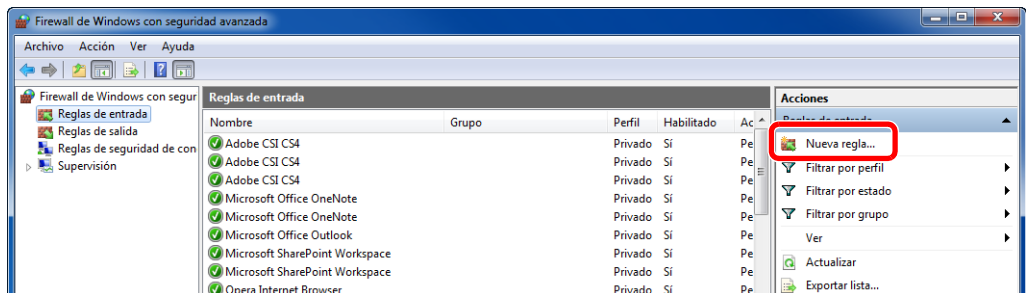 Firewall de Windows con seguridad avanzada
Archivo Acción Ver Ayuda
Firewall de Windows con segur
Reglas de entrada
Reglas de salida
Reglas de seguridad de con
Supervisión
Reglas de entrada
Nombre Grupo Perfil Habilitado Ac
Adobe CSI CS4 Privado Sí Pe
Adobe CSI CS4 Privado Sí Pe
Adobe CSI CS4 Privado Sí Pe
Microsoft Office OneNote Privado Sí Pe
Microsoft Office OneNote Privado Sí Pe
Microsoft Office Outlook Privado Sí Pe
Microsoft SharePoint Workspace Privado Sí Pe
Microsoft SharePoint Workspace Privado Sí Pe
Opera Internet Browser Privado Sí Pe
Acciones
Reglas de entrada
Nueva regla...
Filtrar por perfil
Filtrar por estado
Filtrar por grupo
Ver
Actualizar
Exportar lista...